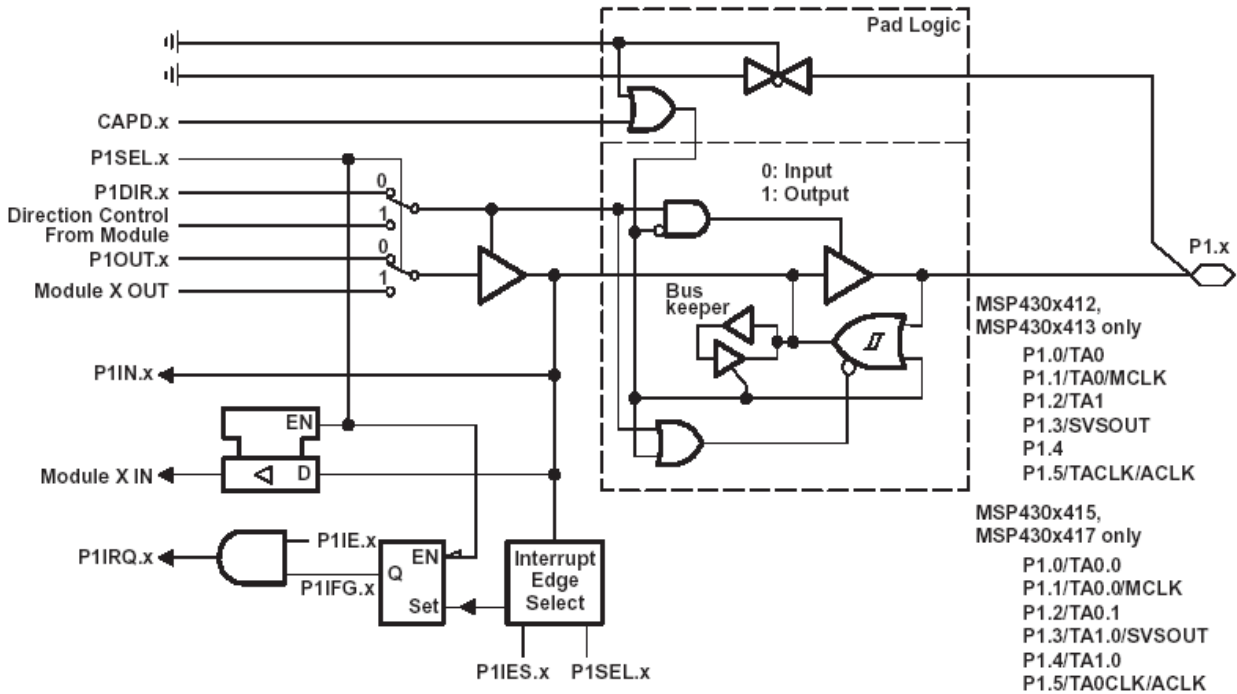 Pad Logic
CAPD.x
P1SEL.x
P1DIR.x
0
Direction Control
From Module
1
P1OUT.x
0
Module X OUT
1
0: Input
1: Output
P1.x
Bus
keeper
P1IN.x
EN
Module X IN
D
P1IRQ.x
P1IE.x
P1IFG.x
Q
EN
Set
Interrupt
Edge
Select
P1IES.x
P1SEL.x
MSP430x412,
MSP430x413 only
P1.0/TA0
P1.1/TA0/MCLK
P1.2/TA1
P1.3/SVSOUT
P1.4
P1.5/TACLK/ACLK
MSP430x415,
MSP430x417 only
P1.0/TA0.0
P1.1/TA0.0/MCLK
P1.2/TA0.1
P1.3/TA1.0/SVSOUT
P1.4/TA1.0
P1.5/TA0CLK/ACLK